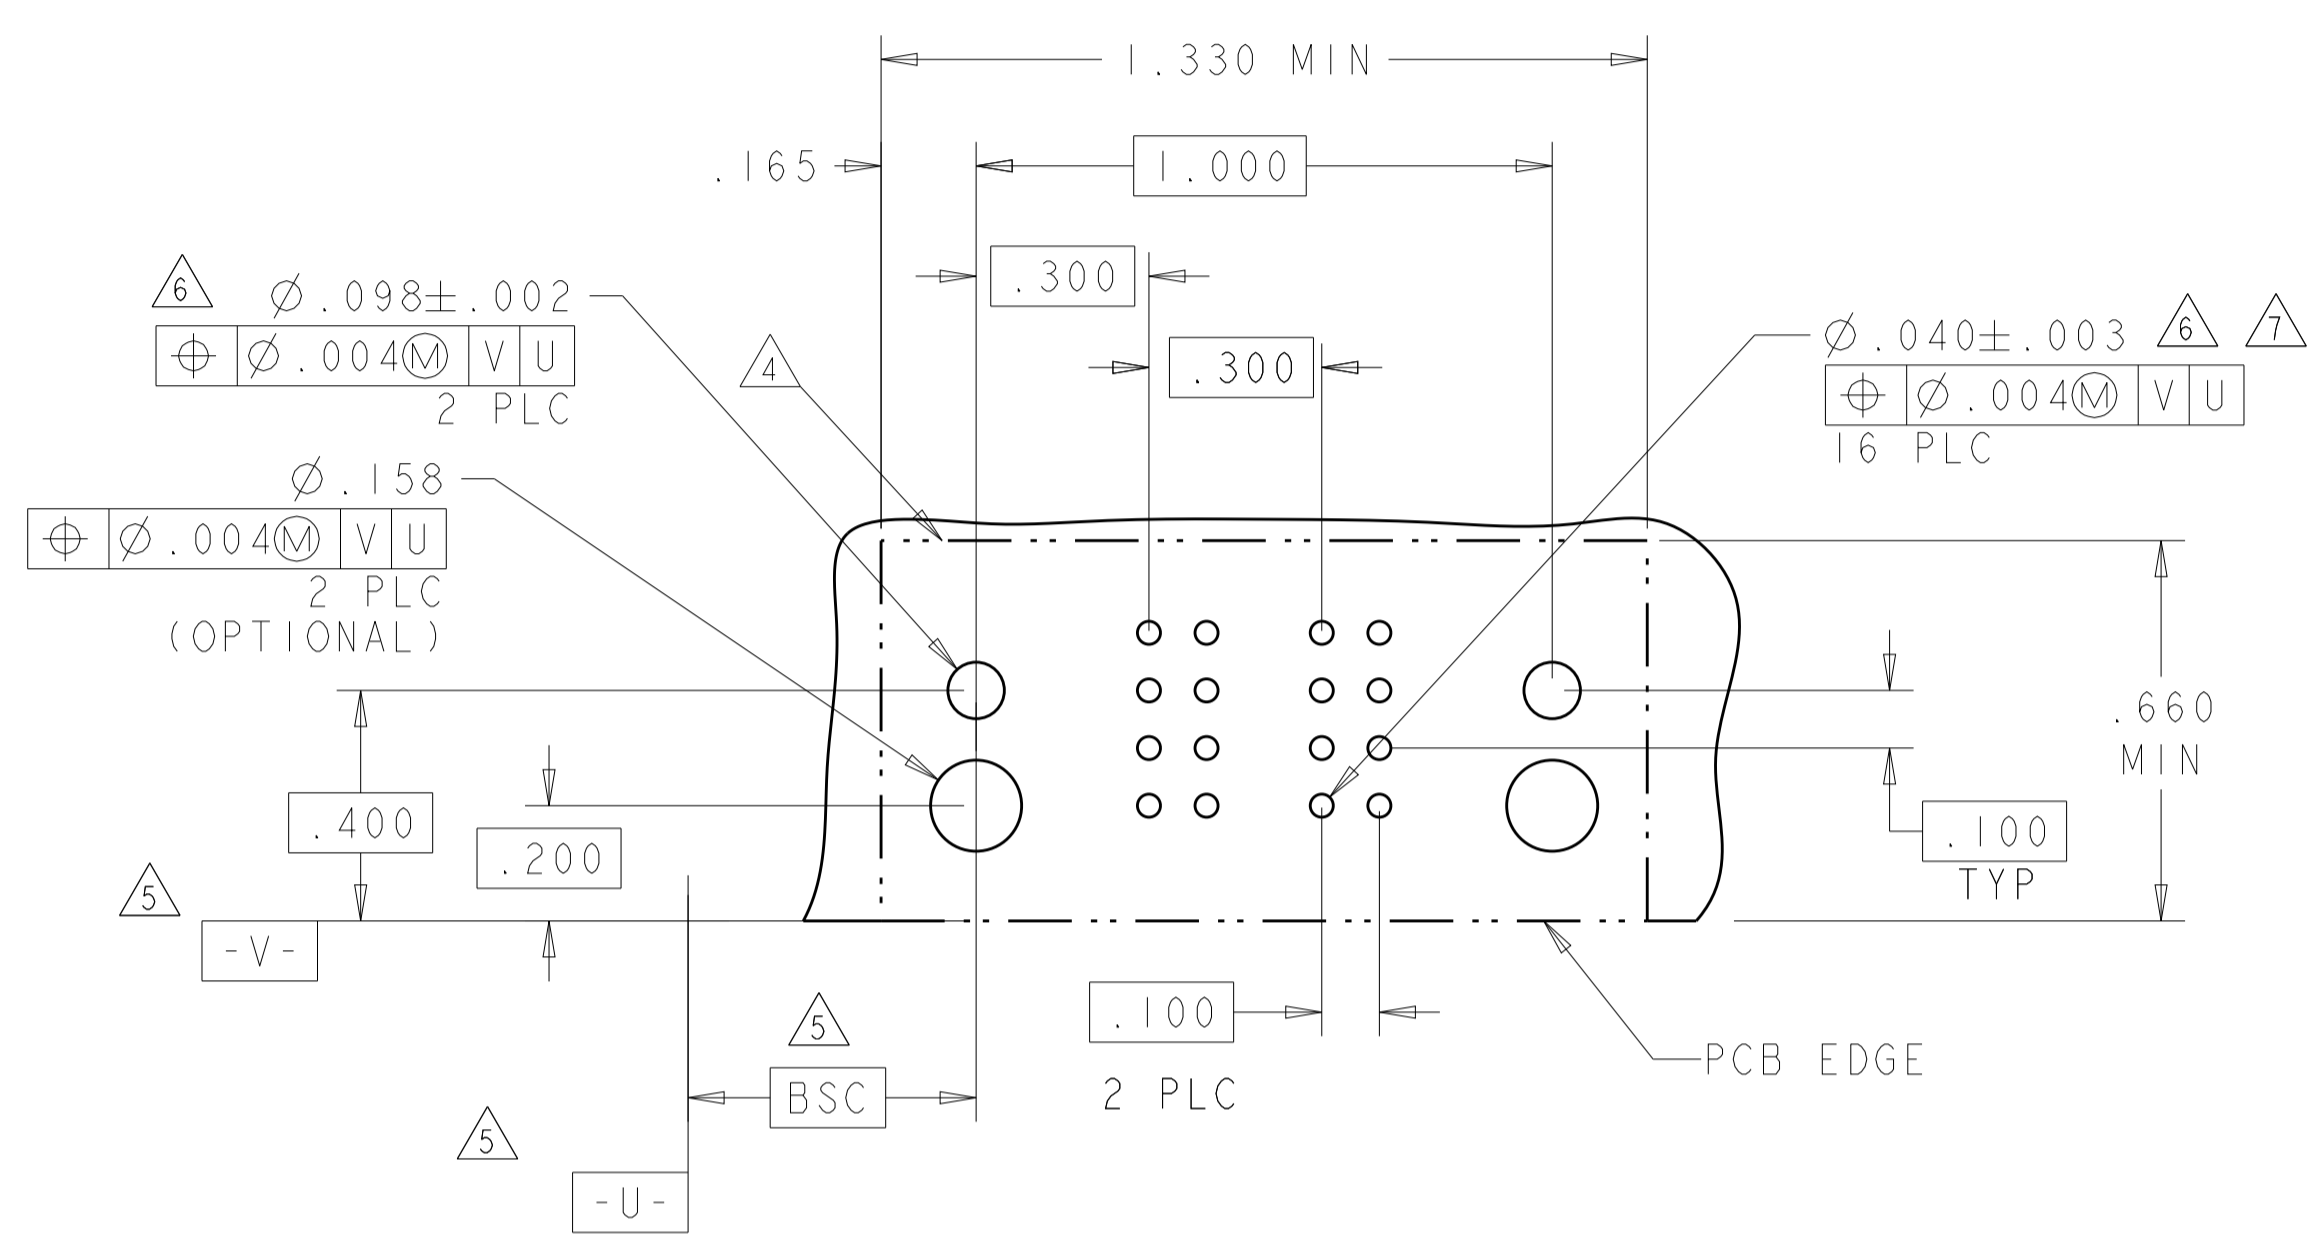 1.330 MIN
.165
1.000
.300
.300
6
Ø.098±.002
⌖ Ø.004Ⓜ V U
2 PLC
4
Ø.040±.003 6 7
⌖ Ø.004Ⓜ V U
16 PLC
Ø.158
⌖ Ø.004Ⓜ V U
2 PLC
(OPTIONAL)
.660
MIN
.400
.200
.100
TYP
5
-V-
.100
2 PLC
5
BSC
PCB EDGE
5
-U-